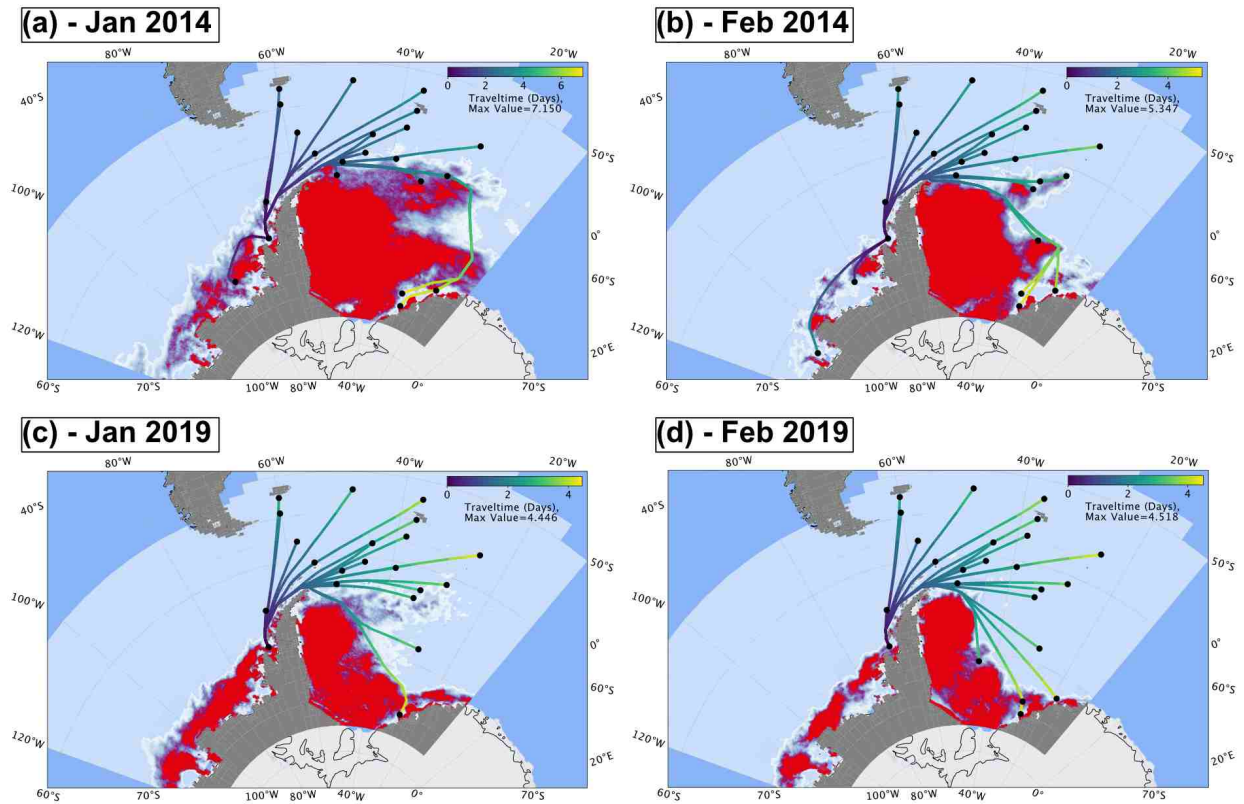 (a) - Jan 2014
80°W 60°W 40°W 20°W
0 2 4 6
Traveltime (Days),
Max Value=7.150
40°S
50°S
100°W
0°
60°S
120°W
20°E
60°S 70°S 100°W 80°W 40°W 0° 70°S
(b) - Feb 2014
80°W 60°W 40°W 20°W
0 2 4
Traveltime (Days),
Max Value=5.347
40°S
50°S
100°W
0°
60°S
120°W
20°E
60°S 70°S 100°W 80°W 40°W 0° 70°S
(c) - Jan 2019
80°W 60°W 40°W 20°W
0 2 4
Traveltime (Days),
Max Value=4.446
40°S
50°S
100°W
0°
60°S
120°W
20°E
60°S 70°S 100°W 80°W 40°W 0° 70°S
(d) - Feb 2019
80°W 60°W 40°W 20°W
0 2 4
Traveltime (Days),
Max Value=4.518
40°S
50°S
100°W
0°
60°S
120°W
20°E
60°S 70°S 100°W 80°W 40°W 0° 70°S